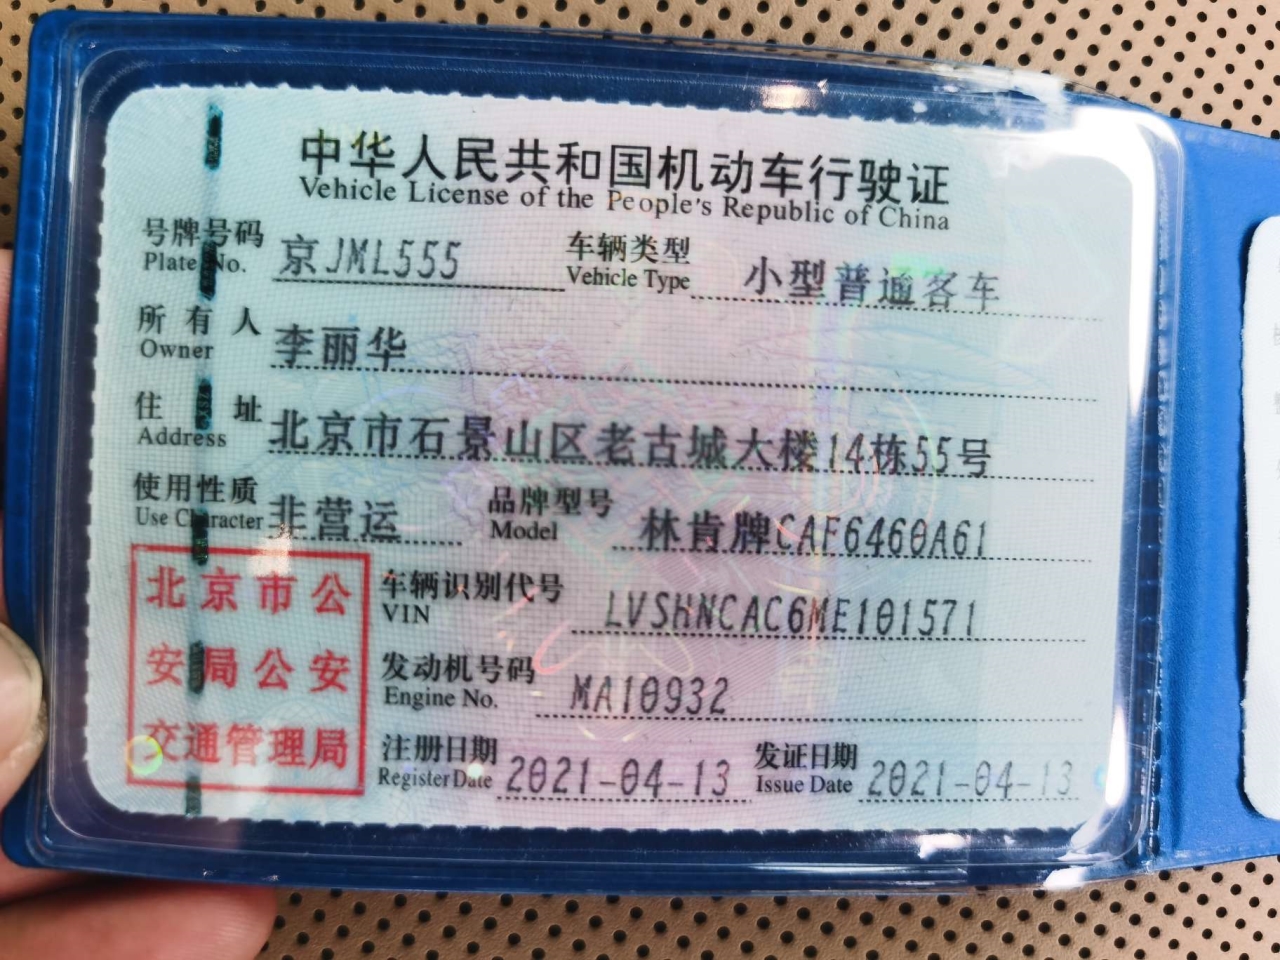 中华人民共和国机动车行驶证
Vehicle License of the People's Republic of China
号牌号码 京JML555 车辆类型 小型普通客车
Plate No. Vehicle Type
所有人 李丽华
Owner
住址 北京市石景山区老古城大楼14栋55号
Address
使用性质 非营运 品牌型号 林肯牌CAF6460A61
Use Character Model
北京市公
安局公安
交通管理局
车辆识别代号 LVSHNCAC6ME101571
VIN
发动机号码 MA10932
Engine No.
注册日期 2021-04-13 发证日期 2021-04-13
Register Date Issue Date